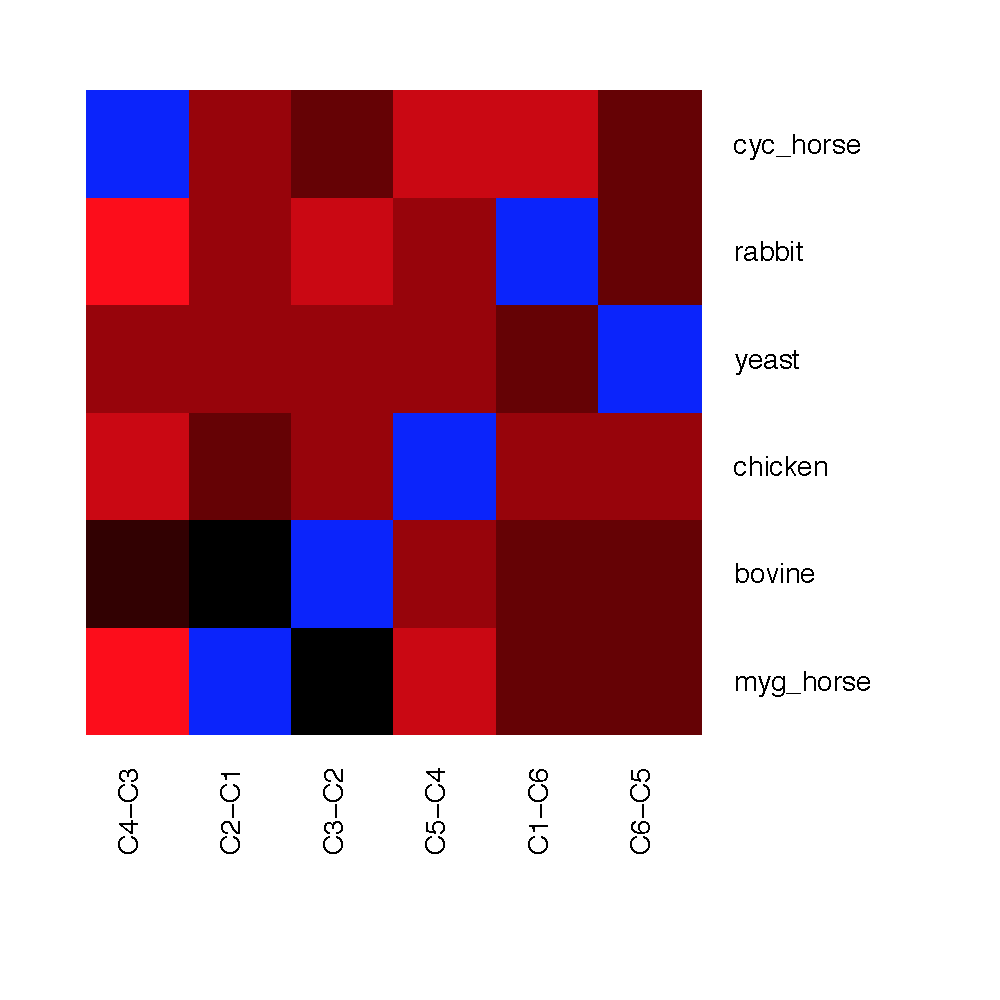 cyc_horse
rabbit
yeast
chicken
bovine
myg_horse
C4−C3
C2−C1
C3−C2
C5−C4
C1−C6
C6−C5